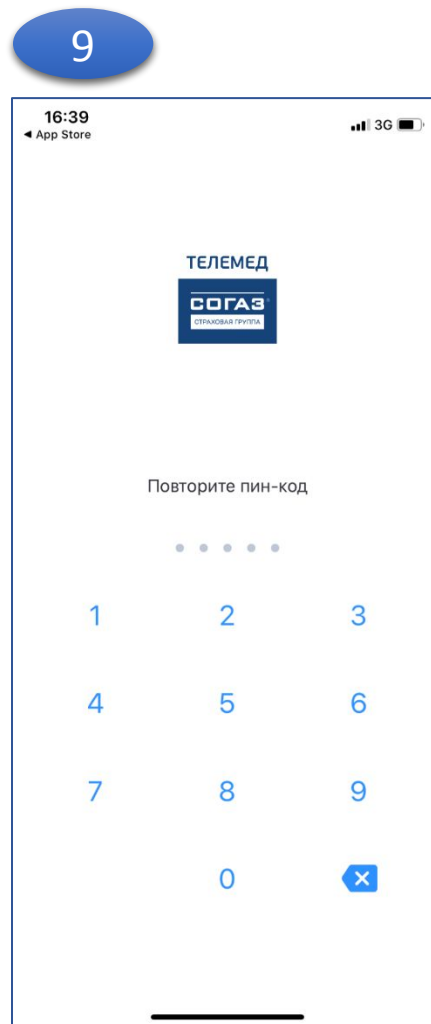 9
16:39
◀ App Store
3G
ТЕЛЕМЕД
СОГАЗ
СТРАХОВАЯ ГРУППА
Повторите пин-код
1 2 3
4 5 6
7 8 9
0